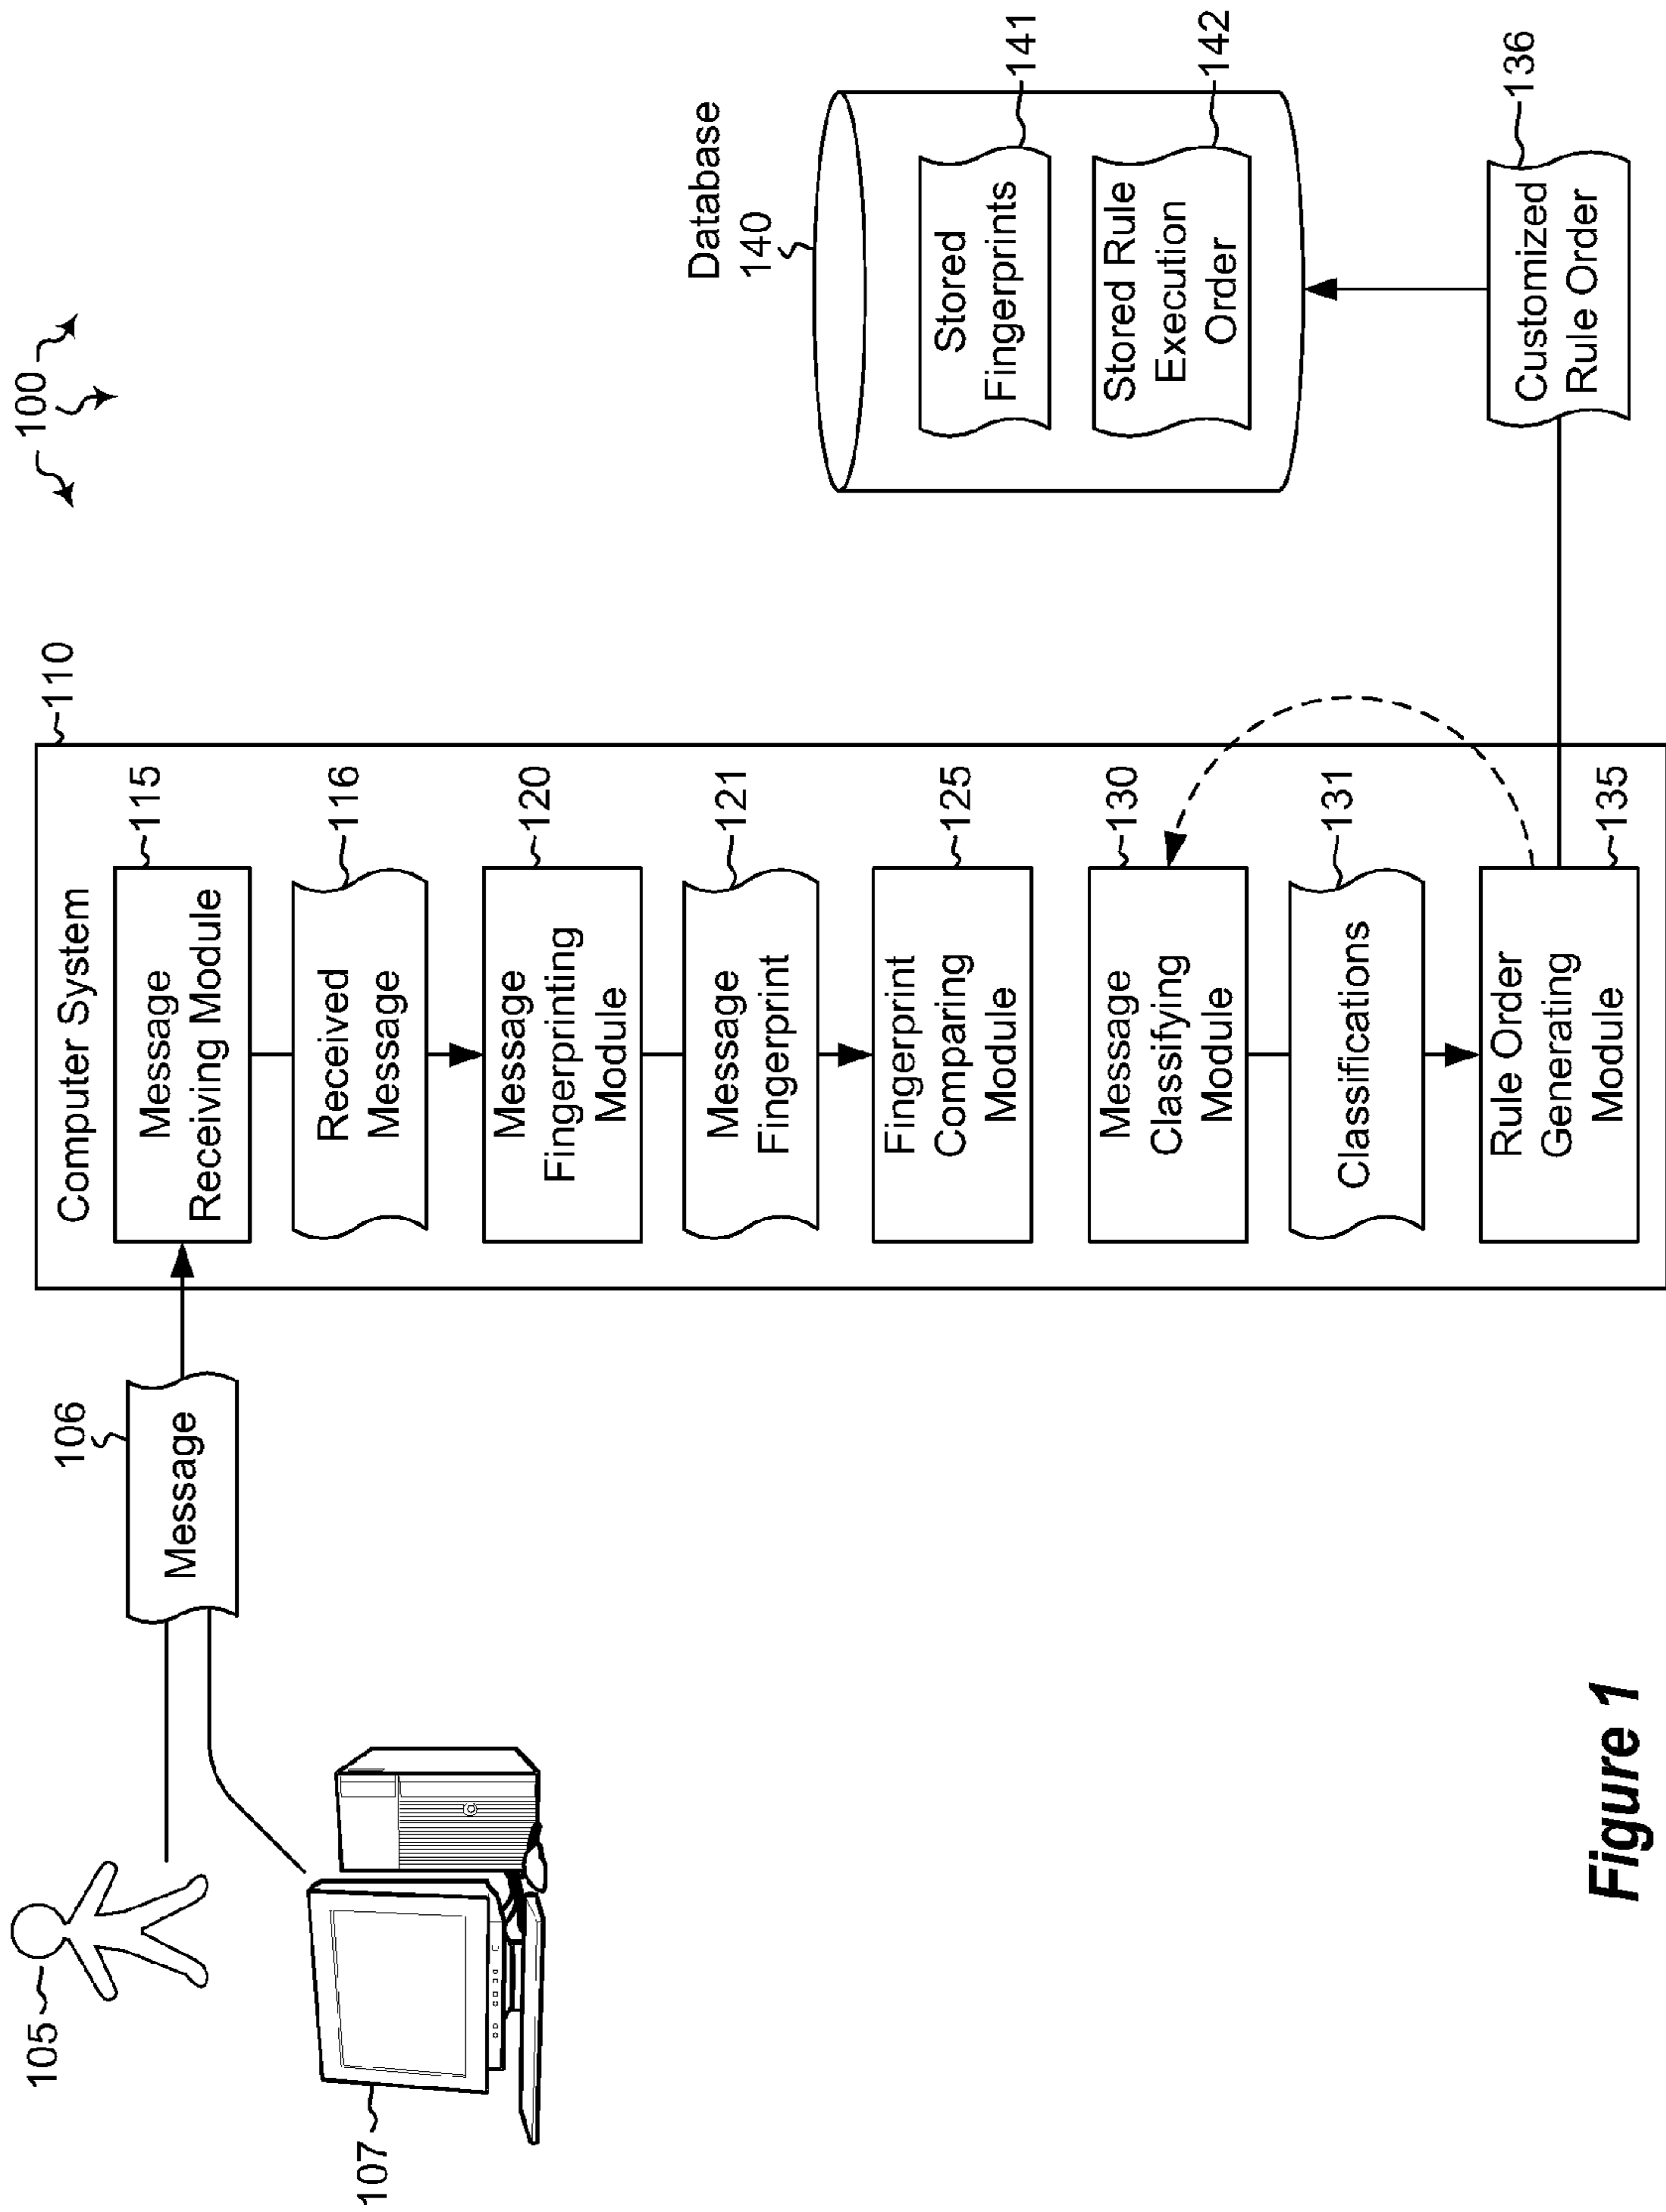 100
105
107
106
Message
110
Computer System
Message
Receiving Module
115
Received
Message
116
Message
Fingerprinting
Module
120
Message
Fingerprint
121
Fingerprint
Comparing
Module
125
Message
Classifying
Module
130
Classifications
131
Rule Order
Generating
Module
135
Database
140
Stored
Fingerprints
141
Stored Rule
Execution
Order
142
Customized
Rule Order
136
Figure 1